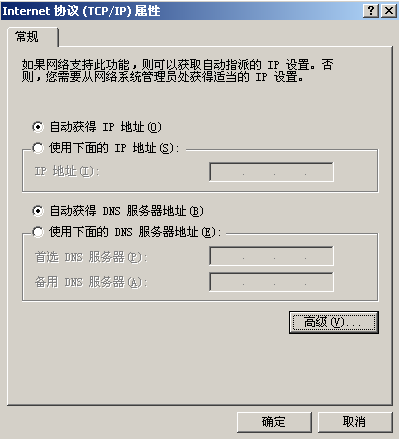 Internet 协议 (TCP/IP) 属性
常规
如果网络支持此功能，则可以获取自动指派的 IP 设置。否
则，您需要从网络系统管理员处获得适当的 IP 设置。
自动获得 IP 地址(O)
使用下面的 IP 地址(S):
IP 地址(I):
自动获得 DNS 服务器地址(B)
使用下面的 DNS 服务器地址(E):
首选 DNS 服务器(P):
备用 DNS 服务器(A):
高级(V)...
确定
取消